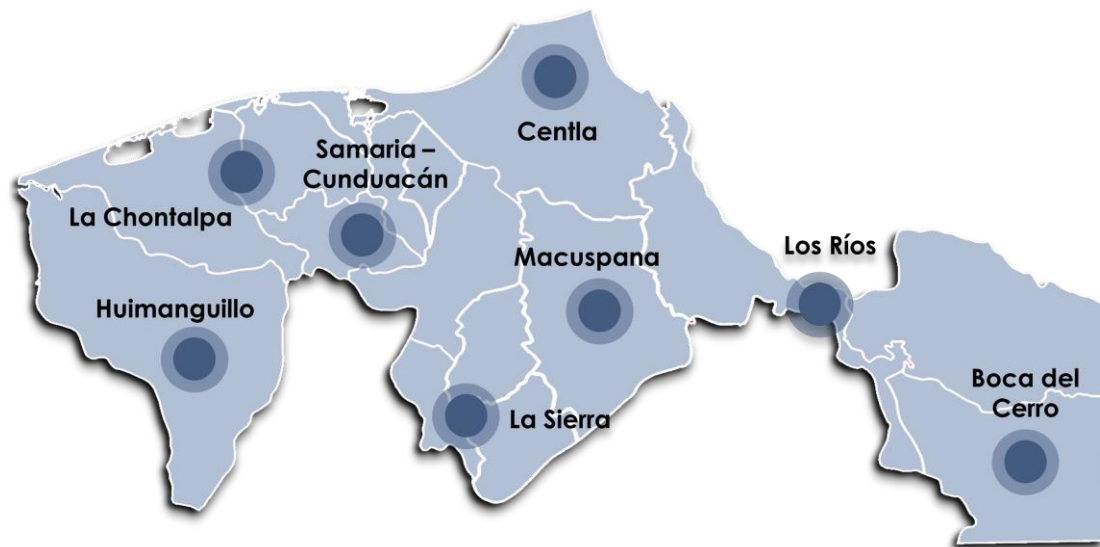 Centla
Samaria –
Cunduacán
La Chontalpa
Los Ríos
Macuspana
Huimanguillo
Boca del
Cerro
La Sierra